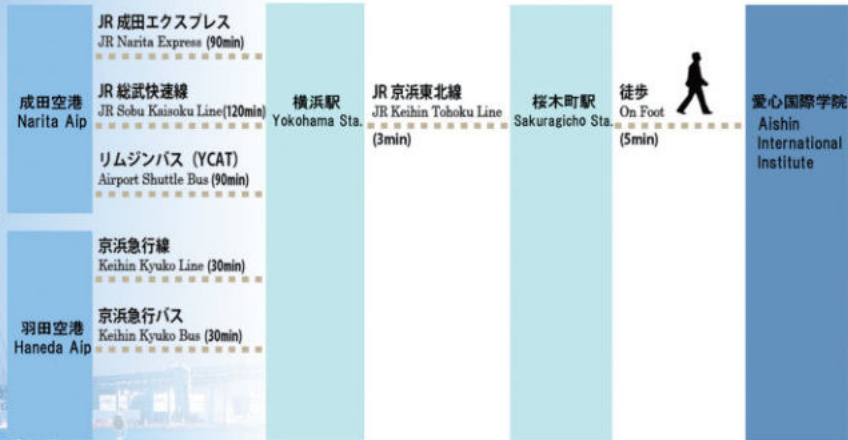 成田空港
Narita Aip
JR 成田エクスプレス
JR Narita Express (90min)
JR 総武快速線
JR Sobu Kaisoku Line(120min)
リムジンバス（YCAT）
Airport Shuttle Bus (90min)
羽田空港
Haneda Aip
京浜急行線
Keihin Kyuko Line (30min)
京浜急行バス
Keihin Kyuko Bus (30min)
横浜駅
Yokohama Sta.
JR 京浜東北線
JR Keihin Tohoku Line
(3min)
桜木町駅
Sakuragicho Sta.
徒歩
On Foot
(5min)
愛心国際学院
Aishin
International
Institute